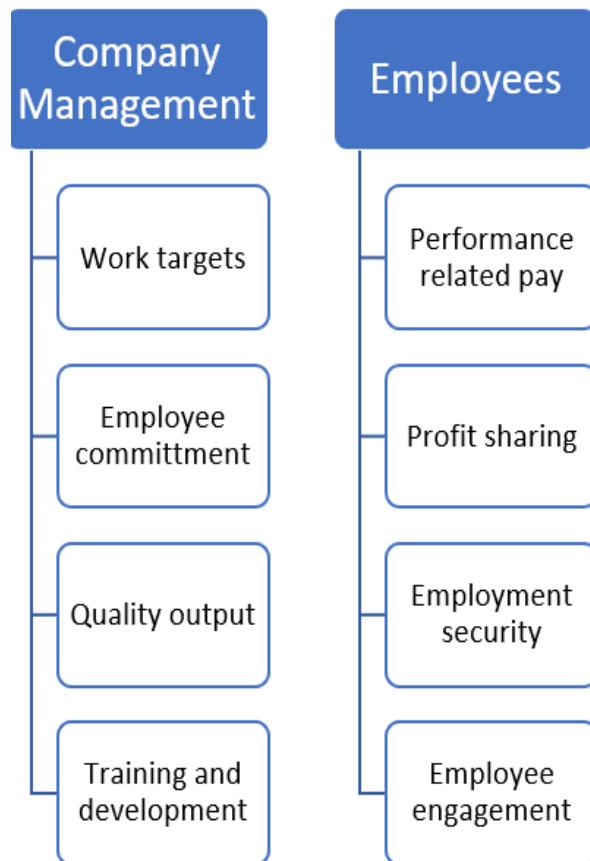 Company
Management
Work targets
Employee
committment
Quality output
Training and
development
Employees
Performance
related pay
Profit sharing
Employment
security
Employee
engagement